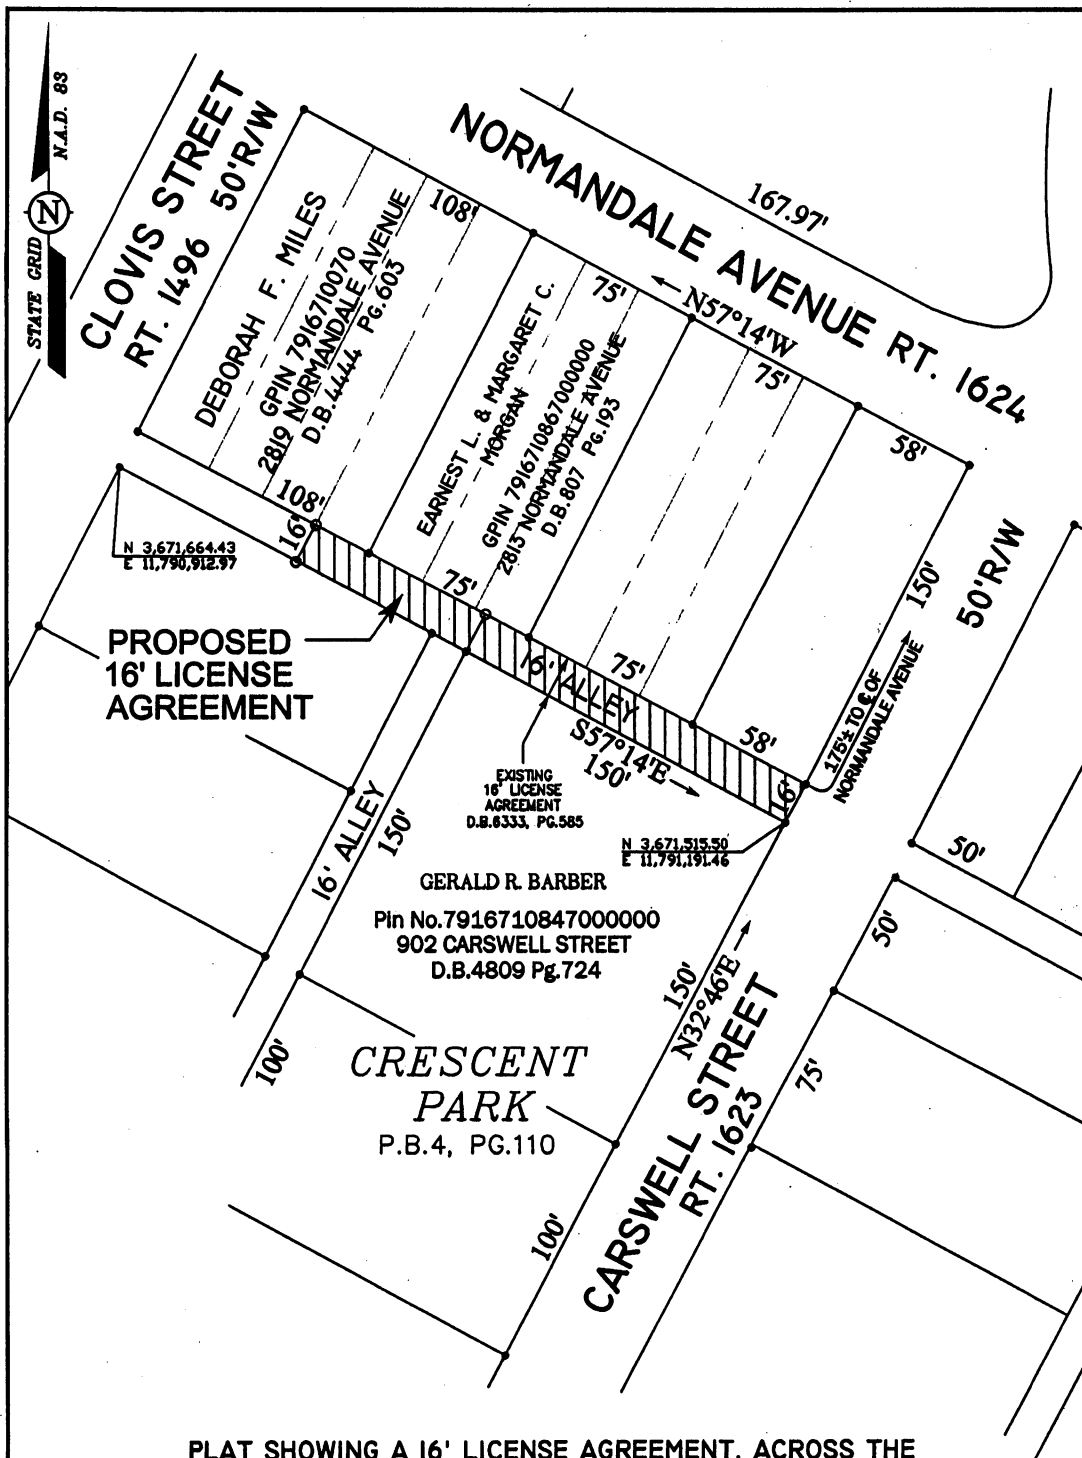 STATE GRID
N
N.A.D. 83
CLOVIS STREET
RT. 1496 50'R/W
NORMANDALE AVENUE RT. 1624
167.97'
108'
75'
N57°14'W
75'
58'
DEBORAH F. MILES
GPIN 7916710070
2819 NORMANDALE AVENUE
D.B.4444 PG.603
EARNEST L. & MARGARET C.
MORGAN
GPIN 7916710867000000
2813 NORMANDALE AVENUE
D.B.807 PG.193
108'
16'
75'
N 3,671,664.43
E 11,790,912.97
PROPOSED
16' LICENSE
AGREEMENT
16' ALLEY
75'
58'
16'
S57°14'E
150'
150'
50'R/W
175'± TO ℄ OF
NORMANDALE AVENUE
EXISTING
16' LICENSE
AGREEMENT
D.B.6333, PG.585
N 3,671,515.50
E 11,791,191.46
50'
16' ALLEY
150'
GERALD R. BARBER
Pin No.7916710847000000
902 CARSWELL STREET
D.B.4809 Pg.724
50'
150'
N32°46'E
100'
CRESCENT
PARK
P.B.4, PG.110
75'
CARSWELL STREET
RT. 1623
100'
PLAT SHOWING A 16' LICENSE AGREEMENT, ACROSS THE